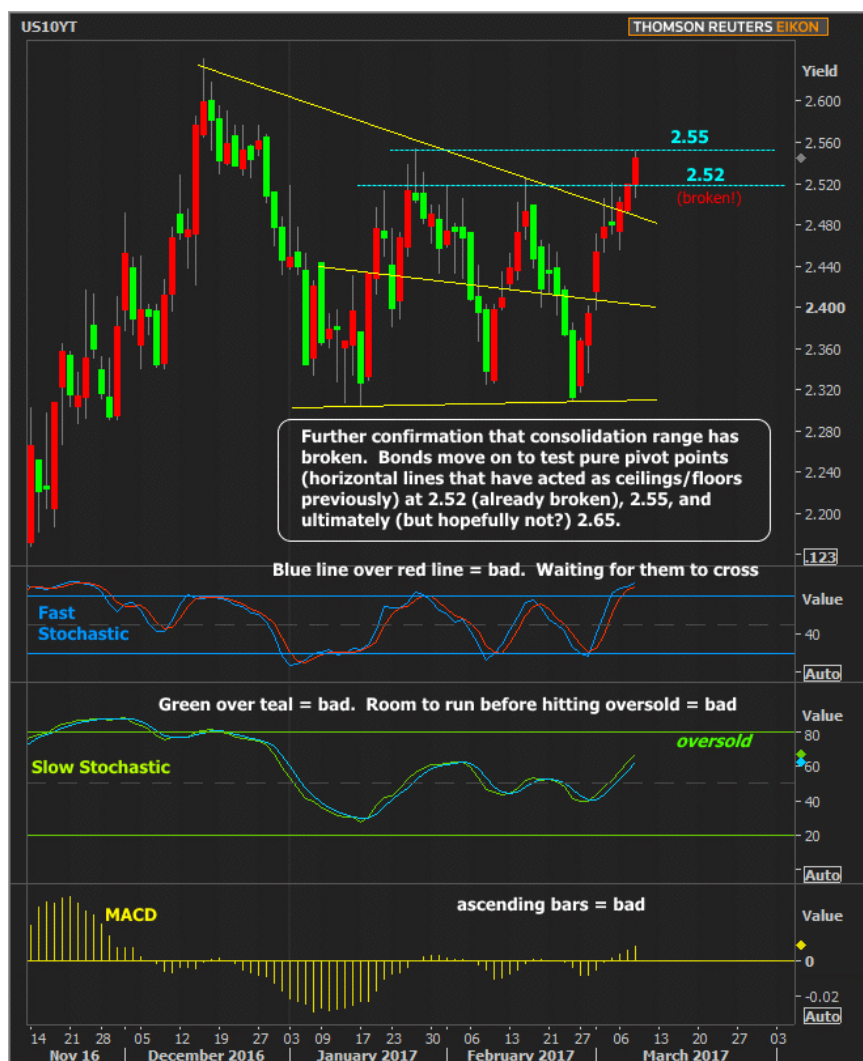 US10YT
THOMSON REUTERS EIKON
Yield
2.600
2.55
2.560
2.52
2.520
(broken!)
2.480
2.440
2.400
2.360
2.320
2.280
2.240
2.200
.123
Further confirmation that consolidation range has
broken. Bonds move on to test pure pivot points
(horizontal lines that have acted as ceilings/floors
previously) at 2.52 (already broken), 2.55, and
ultimately (but hopefully not?) 2.65.
Blue line over red line = bad. Waiting for them to cross
Value
Fast
Stochastic
40
Auto
Green over teal = bad. Room to run before hitting oversold = bad
Value
80
oversold
Slow Stochastic
60
40
20
Auto
MACD
ascending bars = bad
Value
0
-0.02
Auto
14 21 28 05 12 19 27 03 09 17 23 30 06 13 21 27 06 13 20 27 03
Nov 16 December 2016 January 2017 February 2017 March 2017